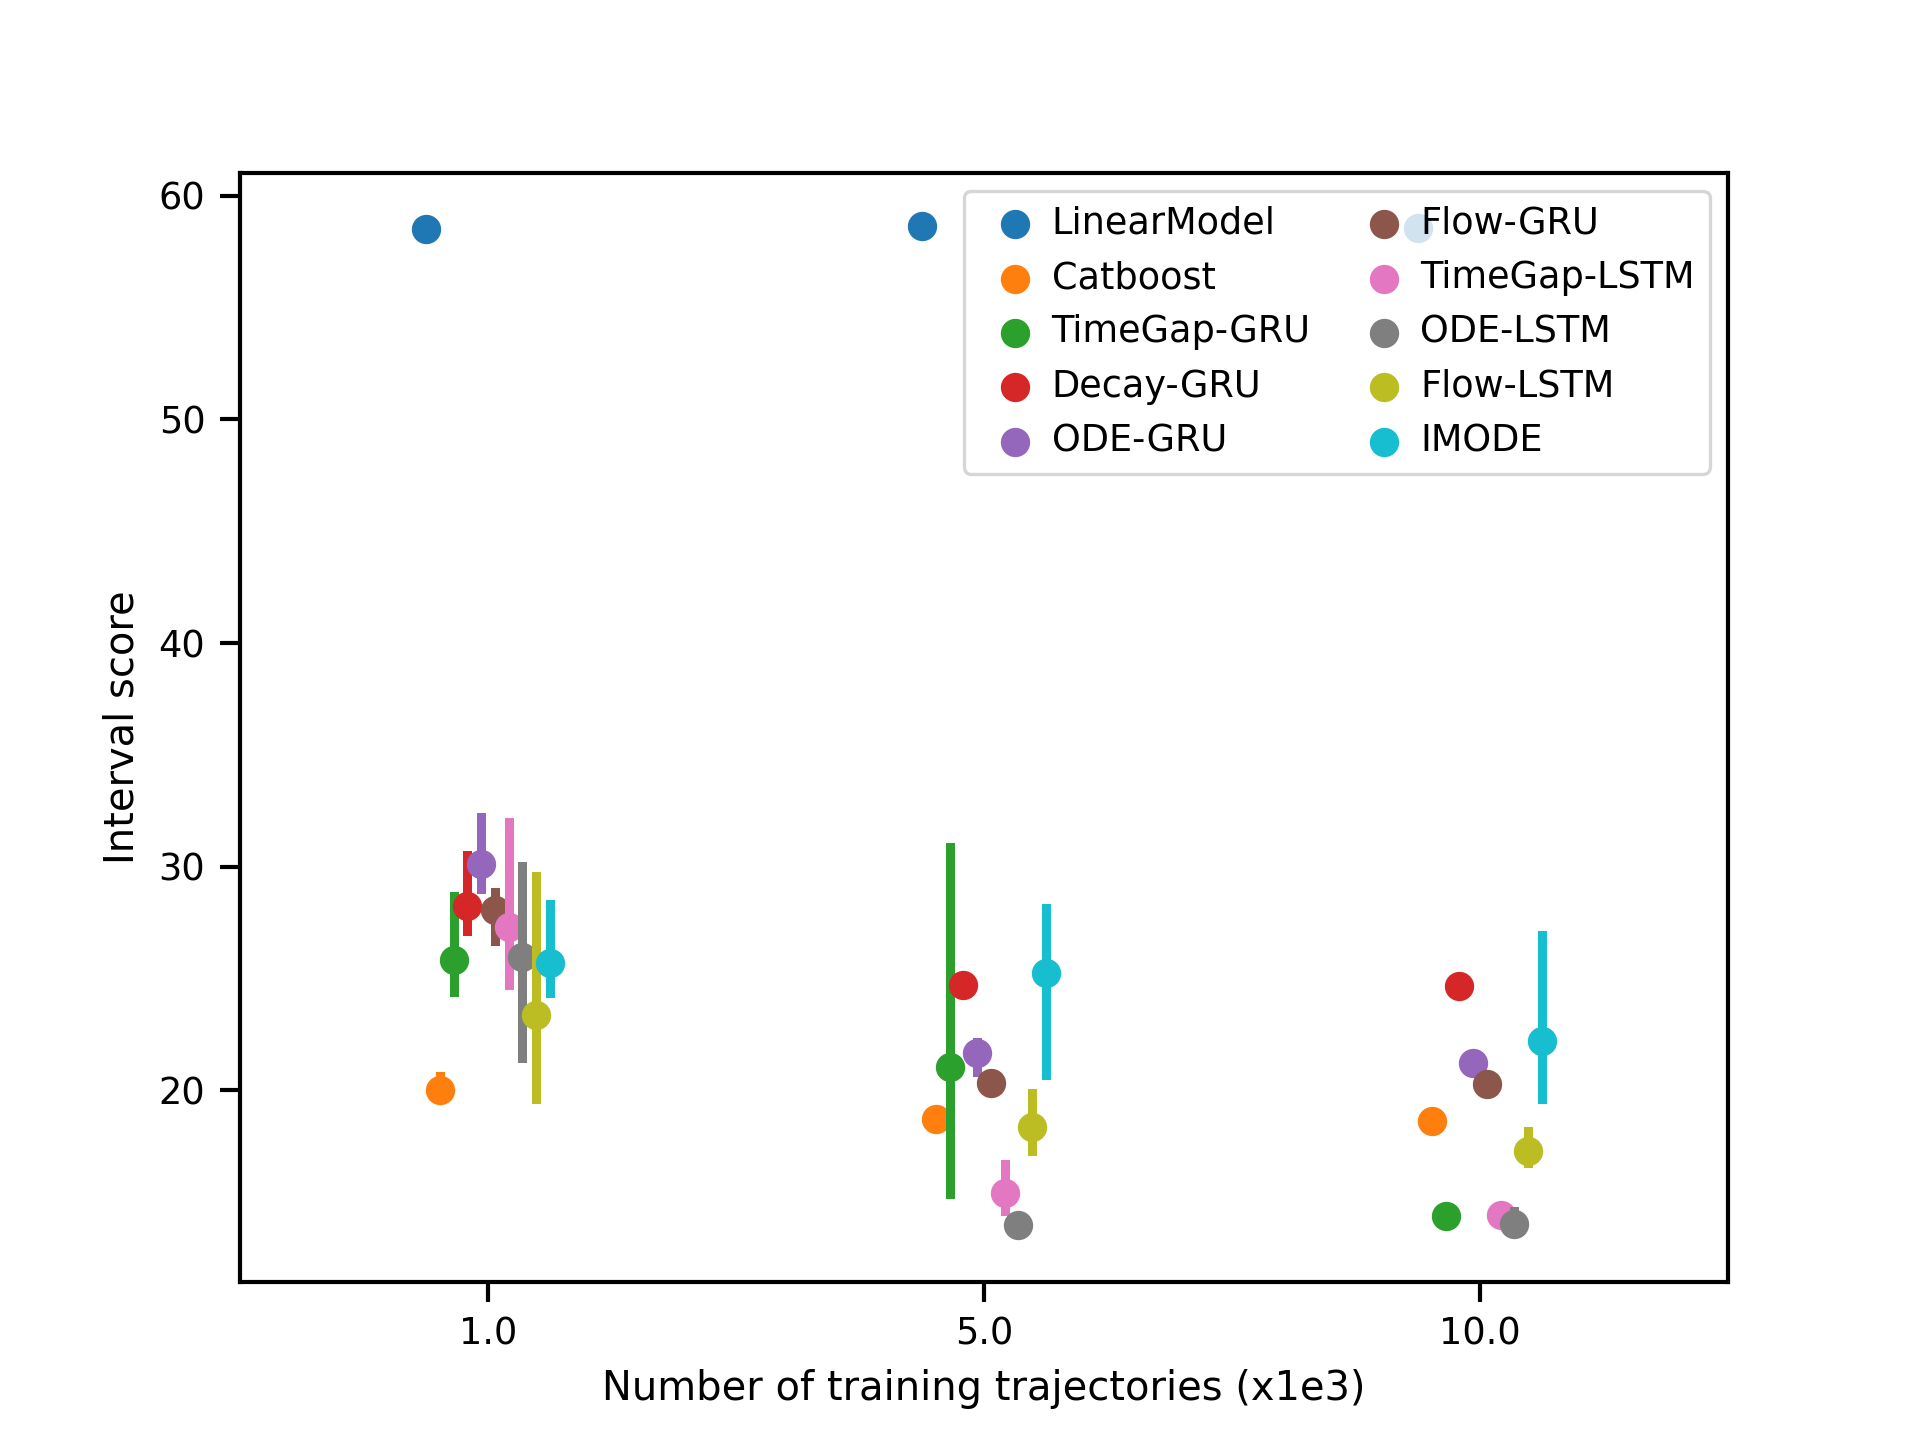 60
50
40
30
20
Interval score
LinearModel
Catboost
TimeGap-GRU
Decay-GRU
ODE-GRU
Flow-GRU
TimeGap-LSTM
ODE-LSTM
Flow-LSTM
IMODE
1.0 5.0 10.0
Number of training trajectories (x1e3)